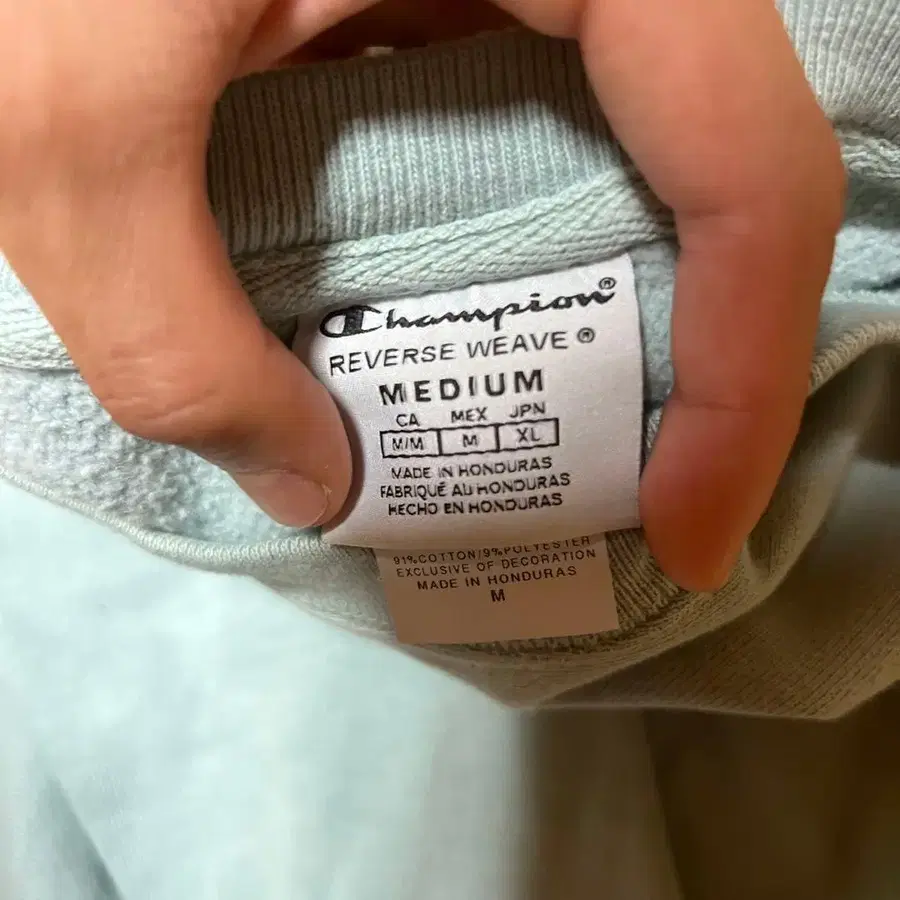 Champion®
REVERSE WEAVE ®
MEDIUM
CA MEX JPN
M/M M XL
MADE IN HONDURAS
FABRIQUÉ AU HONDURAS
HECHO EN HONDURAS
91%COTTON/9%POLYESTER
EXCLUSIVE OF DECORATION
MADE IN HONDURAS
M